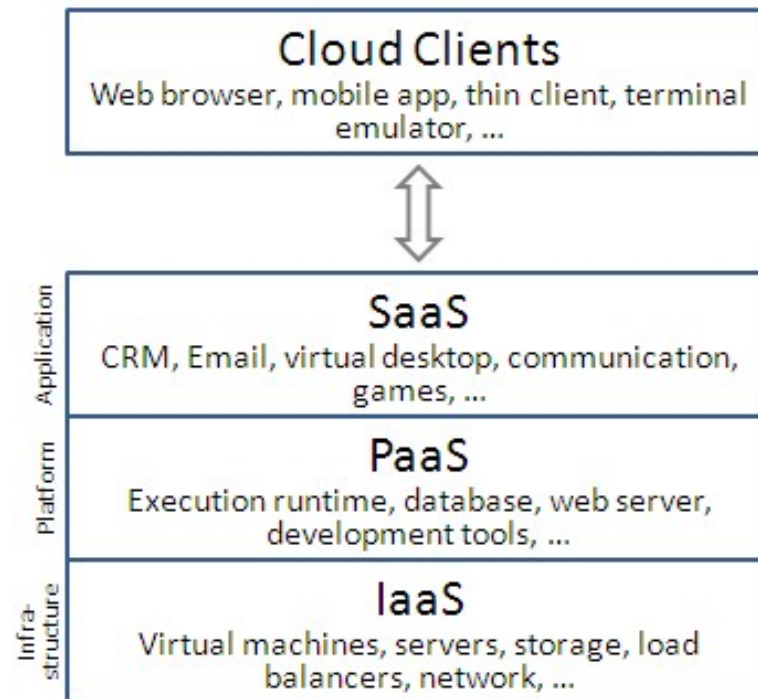 Cloud Clients
Web browser, mobile app, thin client, terminal
emulator, ...
Application
SaaS
CRM, Email, virtual desktop, communication,
games, ...
Platform
PaaS
Execution runtime, database, web server,
development tools, ...
Infra-
structure
IaaS
Virtual machines, servers, storage, load
balancers, network, ...